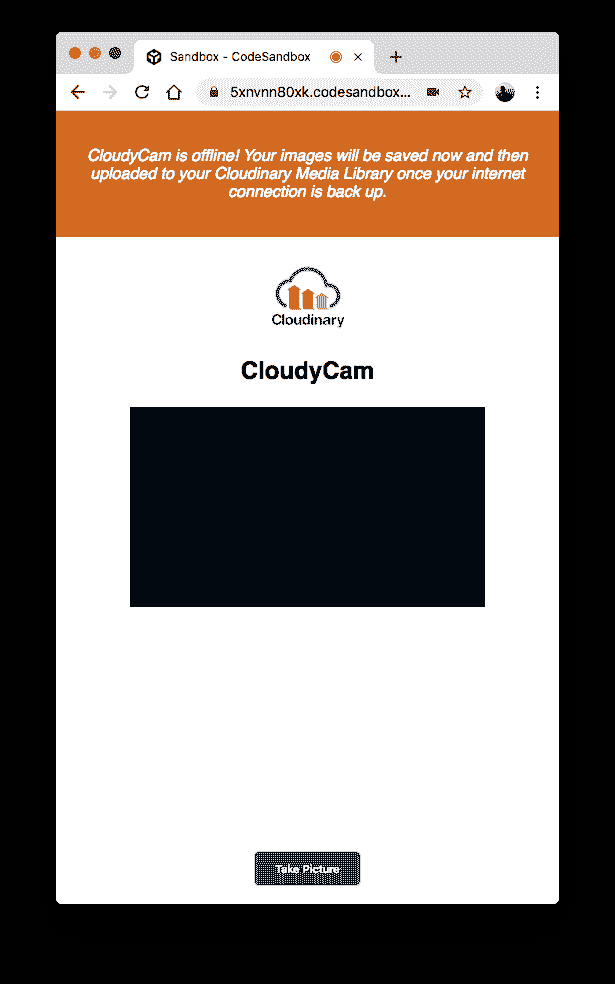 Sandbox - CodeSandbox
5xnvnn80xk.codesandbox...
CloudyCam is offline! Your images will be saved now and then
uploaded to your Cloudinary Media Library once your internet
connection is back up.
Cloudinary
CloudyCam
Take Picture